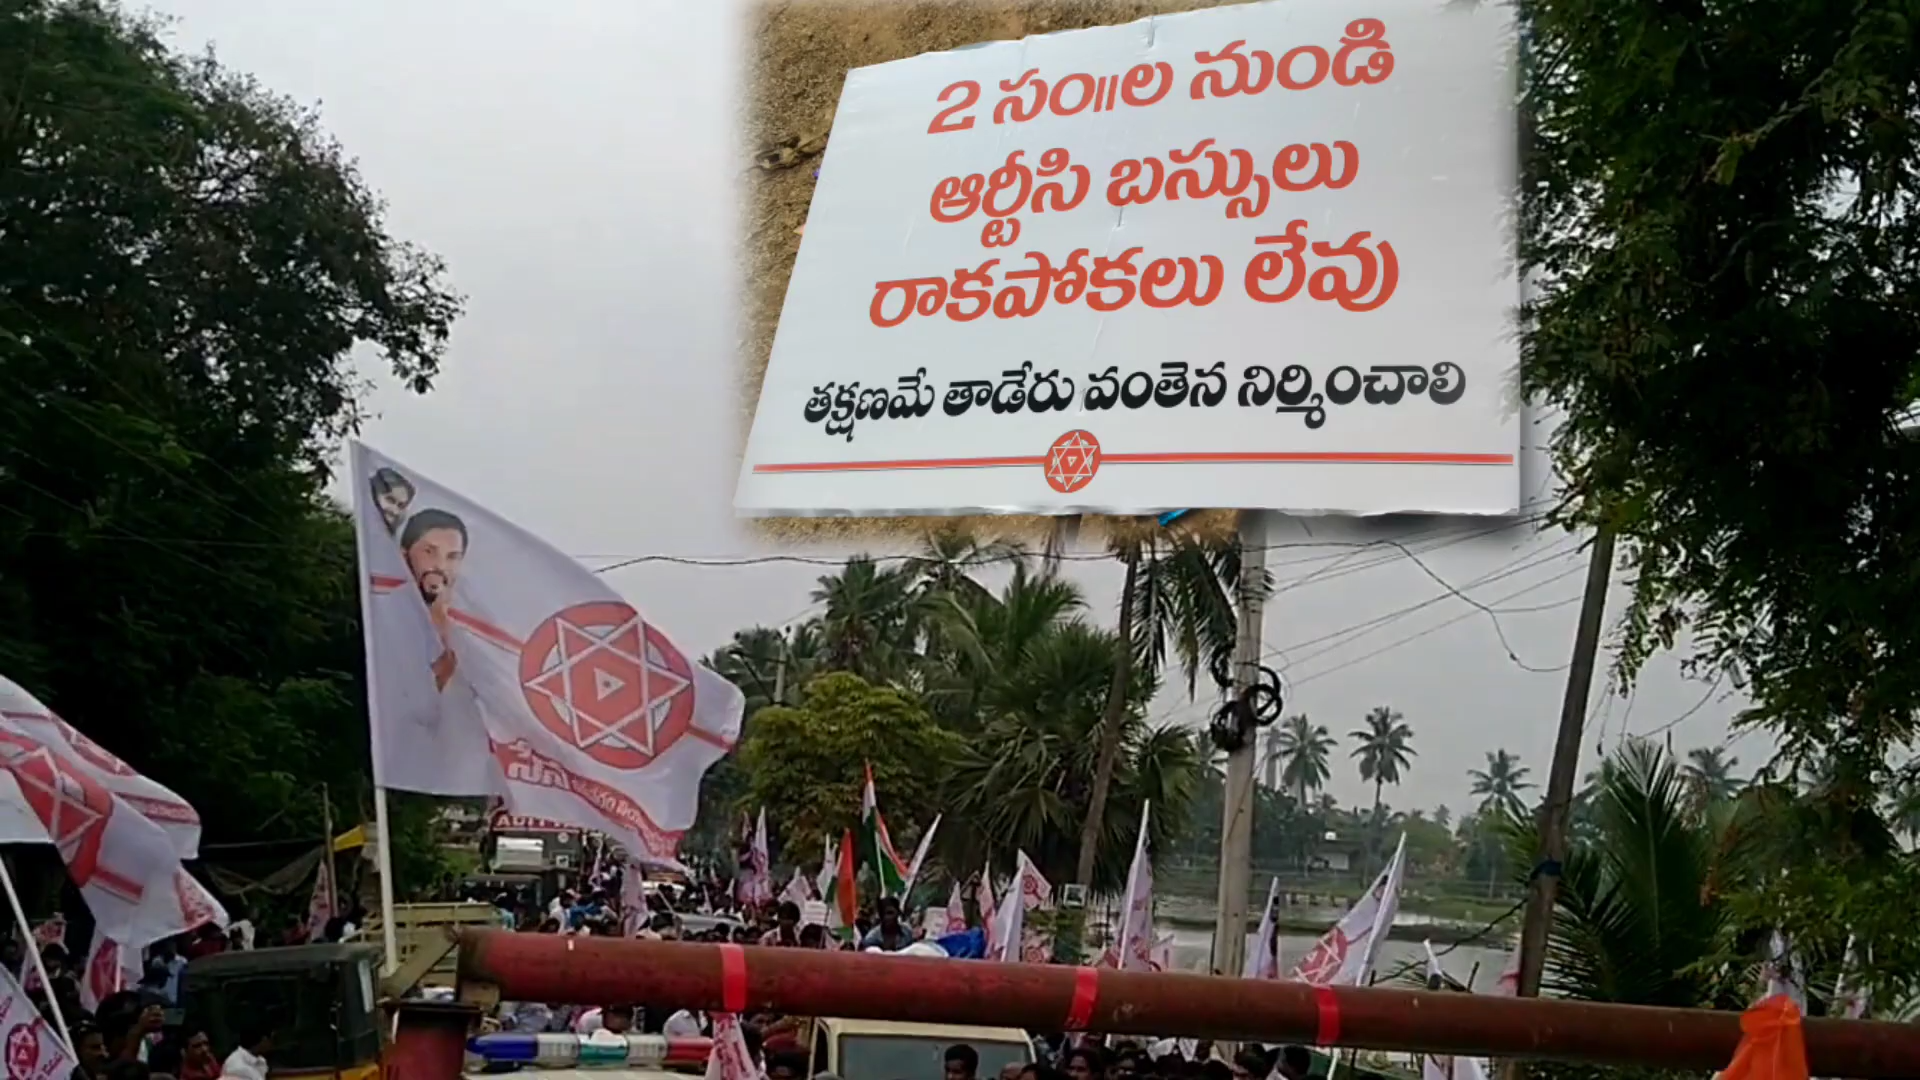 2 సం॥ల నుండి
ఆర్టీసి బస్సులు
రాకపోకలు లేవు
తక్షణమే తాడేరు వంతెన నిర్మించాలి
సేన